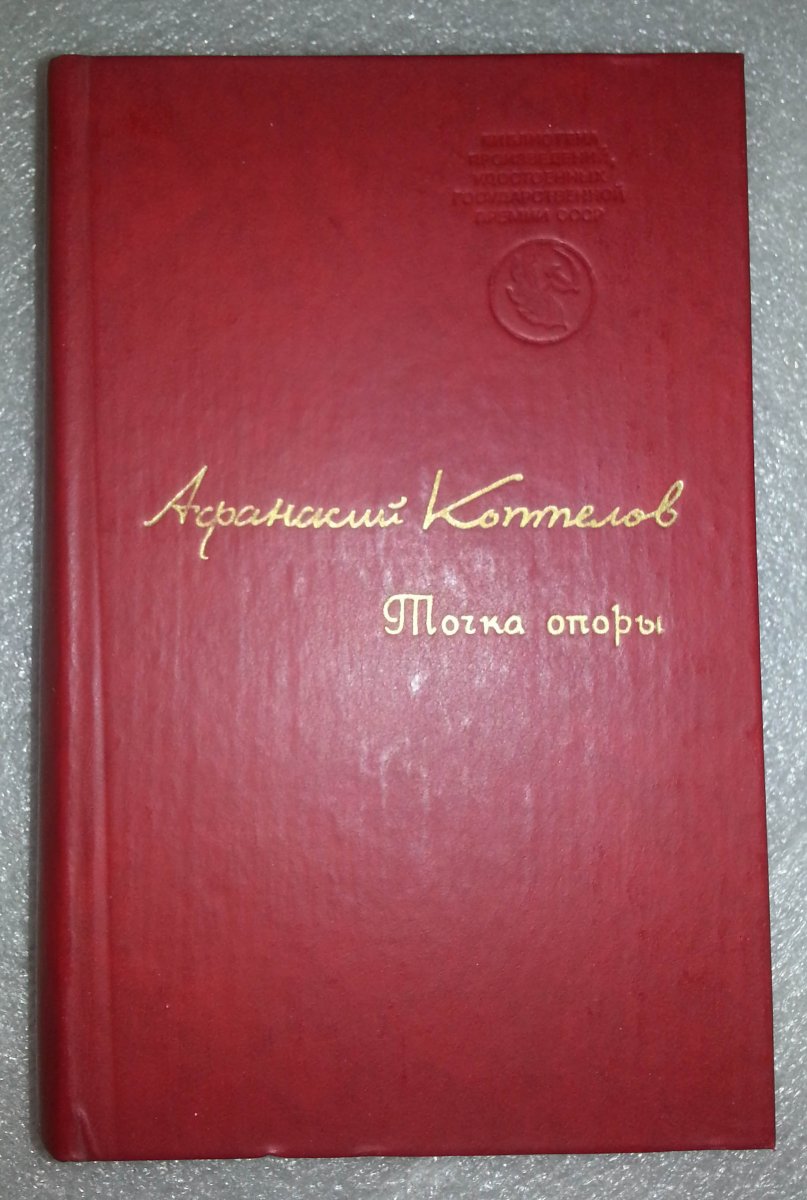 БИБЛИОТЕКА
ПРОИЗВЕДЕНИЙ,
УДОСТОЕННЫХ
ГОСУДАРСТВЕННОЙ
ПРЕМИИ СССР
Афанасий Коптелов
Точка опоры